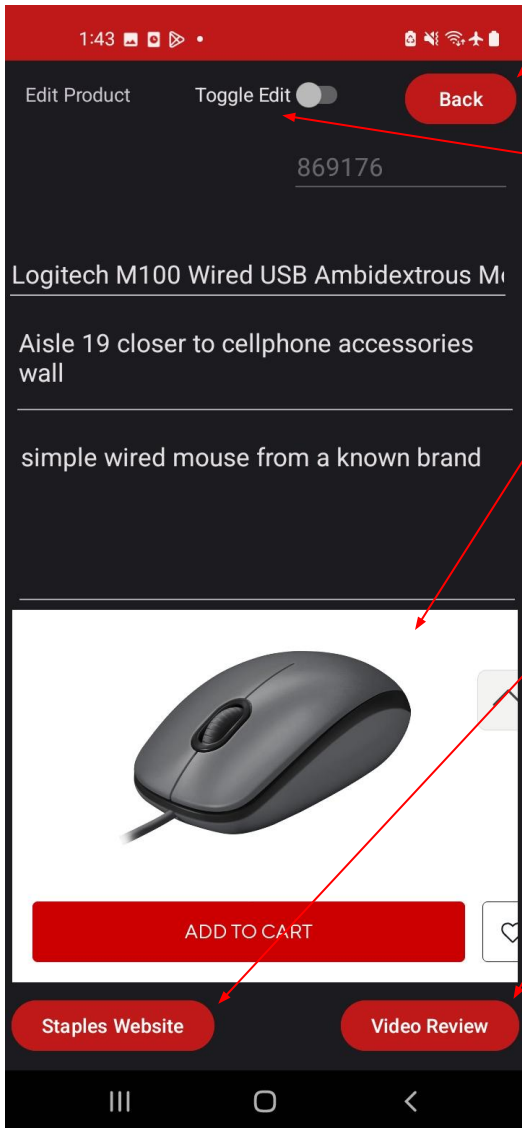 1:43
Edit Product Toggle Edit Back
869176
Logitech M100 Wired USB Ambidextrous
Aisle 19 closer to cellphone accessories
wall
simple wired mouse from a known brand
ADD TO CART
Staples Website Video Review